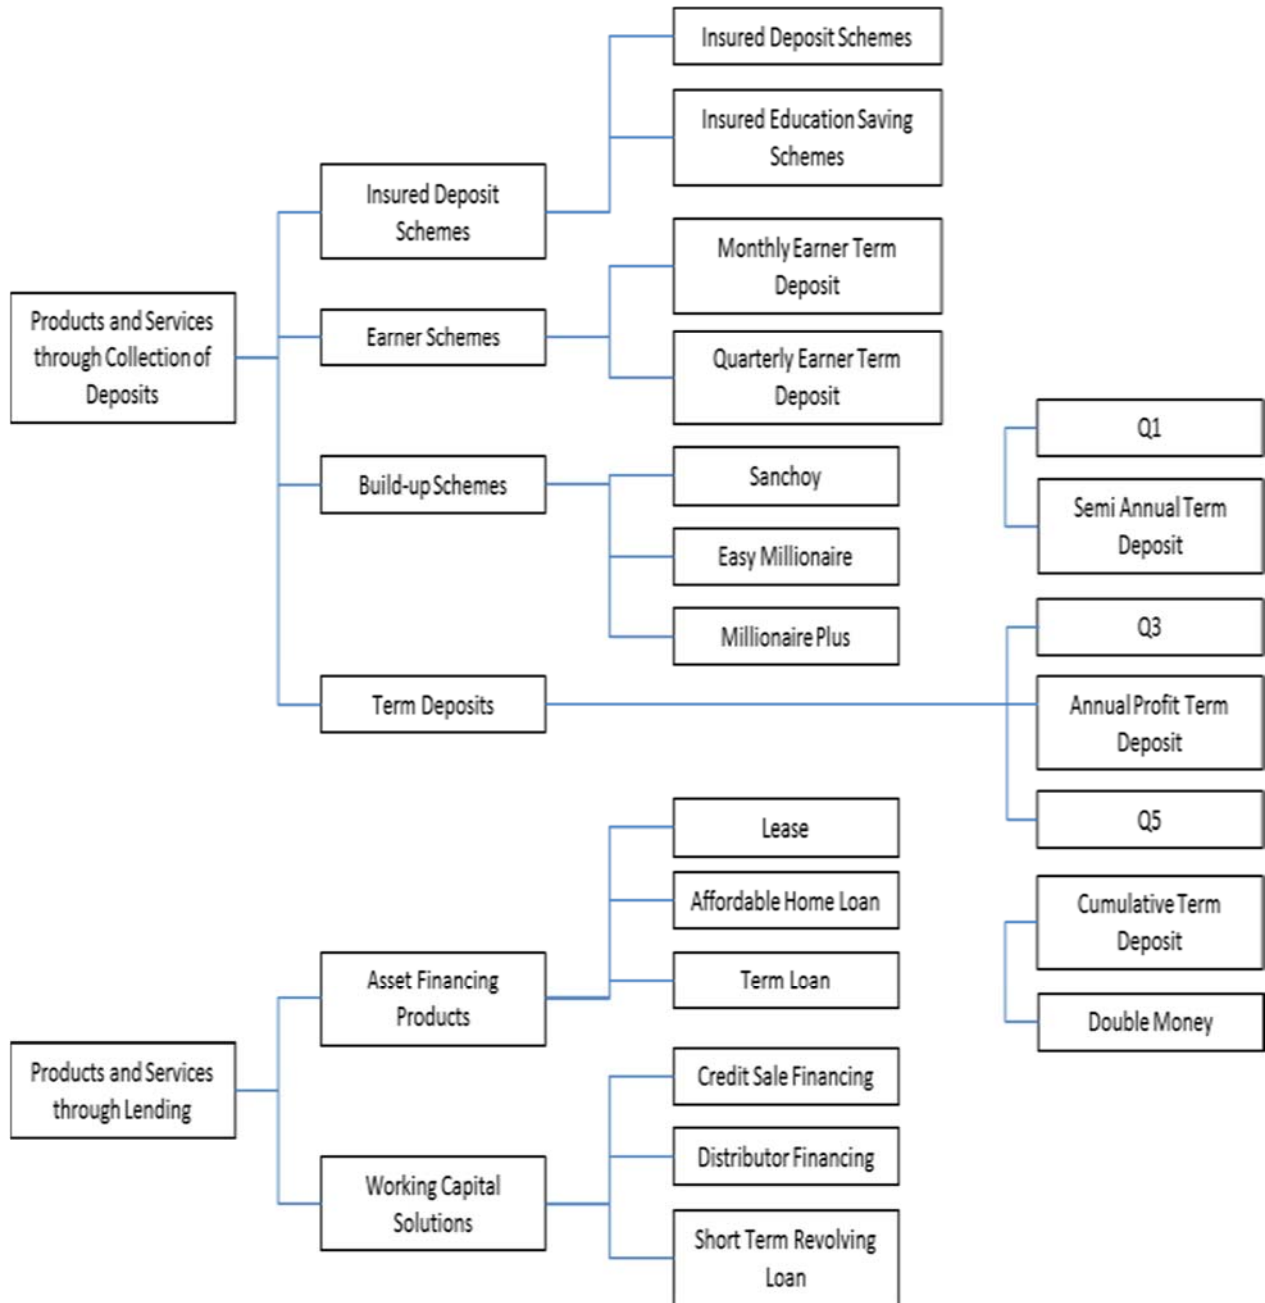 Products and Services
through Collection of
Deposits
Insured Deposit
Schemes
Insured Deposit Schemes
Insured Education Saving
Schemes
Earner Schemes
Monthly Earner Term
Deposit
Quarterly Earner Term
Deposit
Build-up Schemes
Sanchoy
Easy Millionaire
Millionaire Plus
Term Deposits
Q1
Semi Annual Term
Deposit
Q3
Annual Profit Term
Deposit
Q5
Cumulative Term
Deposit
Double Money
Products and Services
through Lending
Asset Financing
Products
Lease
Affordable Home Loan
Term Loan
Working Capital
Solutions
Credit Sale Financing
Distributor Financing
Short Term Revolving
Loan